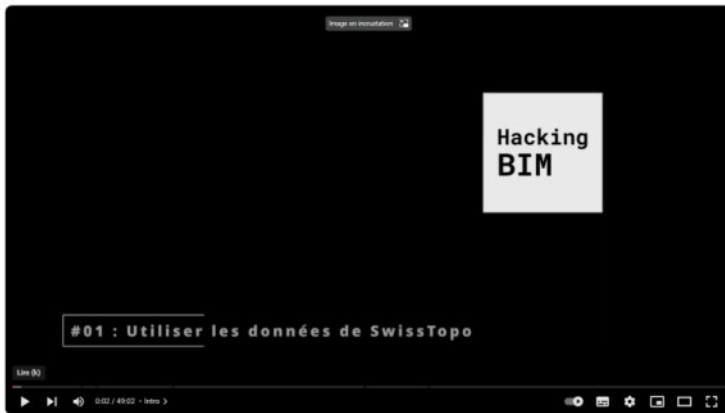 Image en incrustation
Hacking
BIM
#01 : Utiliser les données de SwissTopo
Lire (k)
0:02 / 49:02 • Intro >